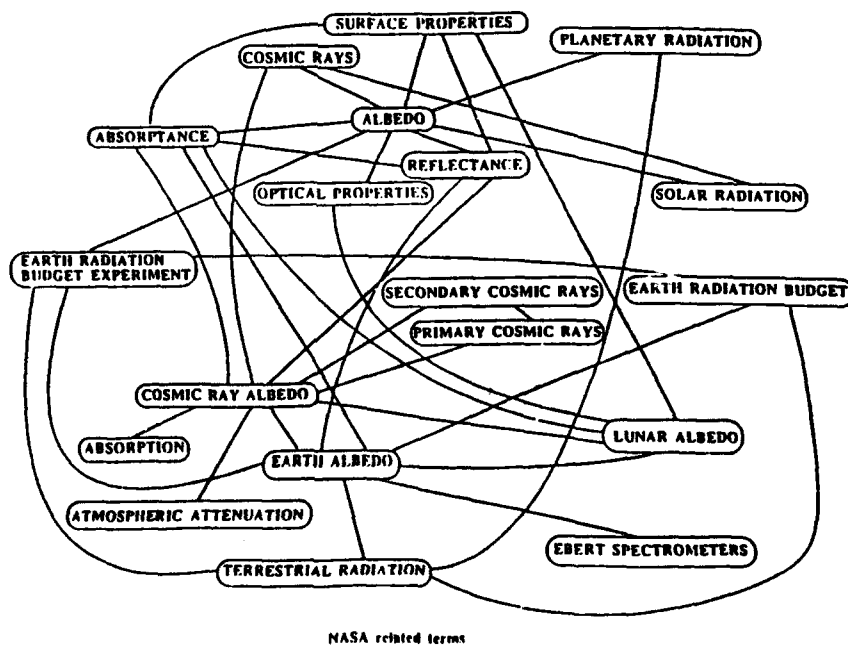 SURFACE PROPERTIES
PLANETARY RADIATION
COSMIC RAYS
ALBEDO
ABSORPTANCE
REFLECTANCE
OPTICAL PROPERTIES
SOLAR RADIATION
EARTH RADIATION
BUDGET EXPERIMENT
SECONDARY COSMIC RAYS
EARTH RADIATION BUDGET
PRIMARY COSMIC RAYS
COSMIC RAY ALBEDO
LUNAR ALBEDO
ABSORPTION
EARTH ALBEDO
ATMOSPHERIC ATTENUATION
EBERT SPECTROMETERS
TERRESTRIAL RADIATION
NASA related terms